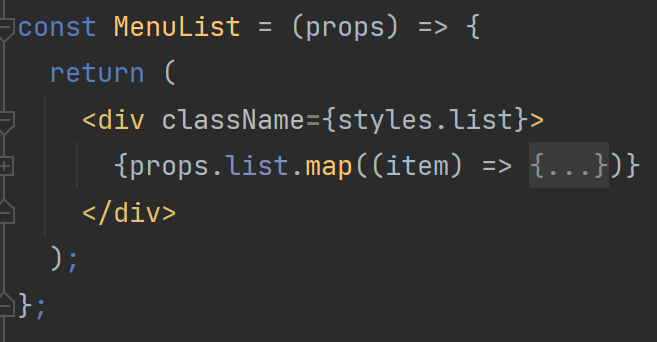 const MenuList = (props) => {
return (
<div className={styles.list}>
{props.list.map((item) => {...})}
</div>
);
};